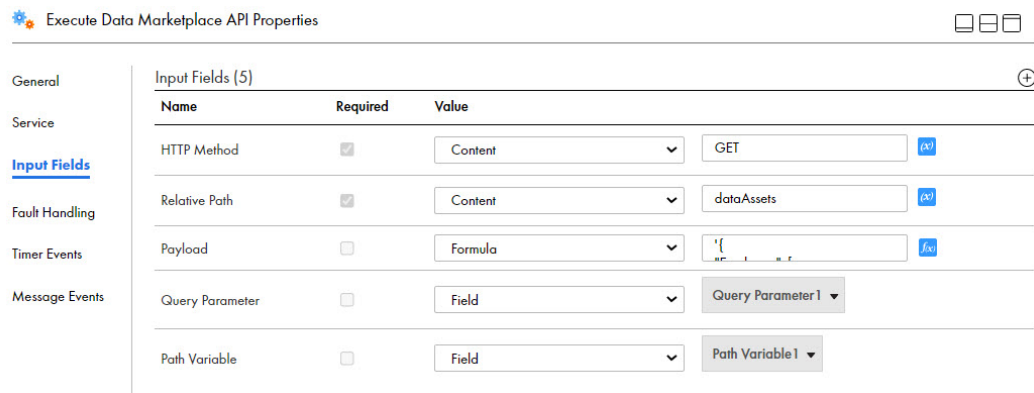 Execute Data Marketplace API Properties
General
Service
Input Fields
Fault Handling
Timer Events
Message Events
Input Fields (5)
Name Required Value
HTTP Method Content GET (x)
Relative Path Content dataAssets (x)
Payload Formula '{ f(x)
Query Parameter Field Query Parameter1
Path Variable Field Path Variable1